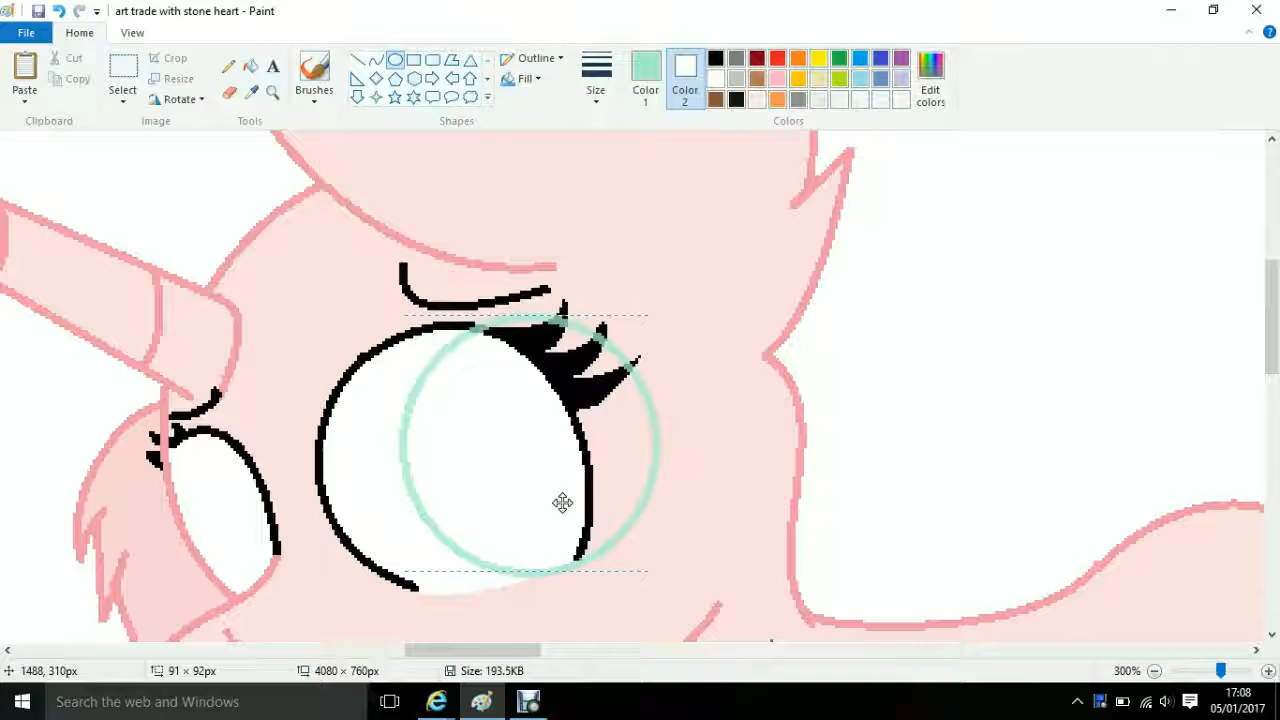 art trade with stone heart - Paint
File Home View
Paste
Cut
Copy
Select
Crop
Resize
Rotate
A
Brushes
Outline
Fill
Size
Color 1
Color 2
Edit colors
Clipboard Image Tools Shapes Colors
1488, 310px 91 × 92px 4080 × 760px Size: 193.5KB 300%
Search the web and Windows
17:08
05/01/2017